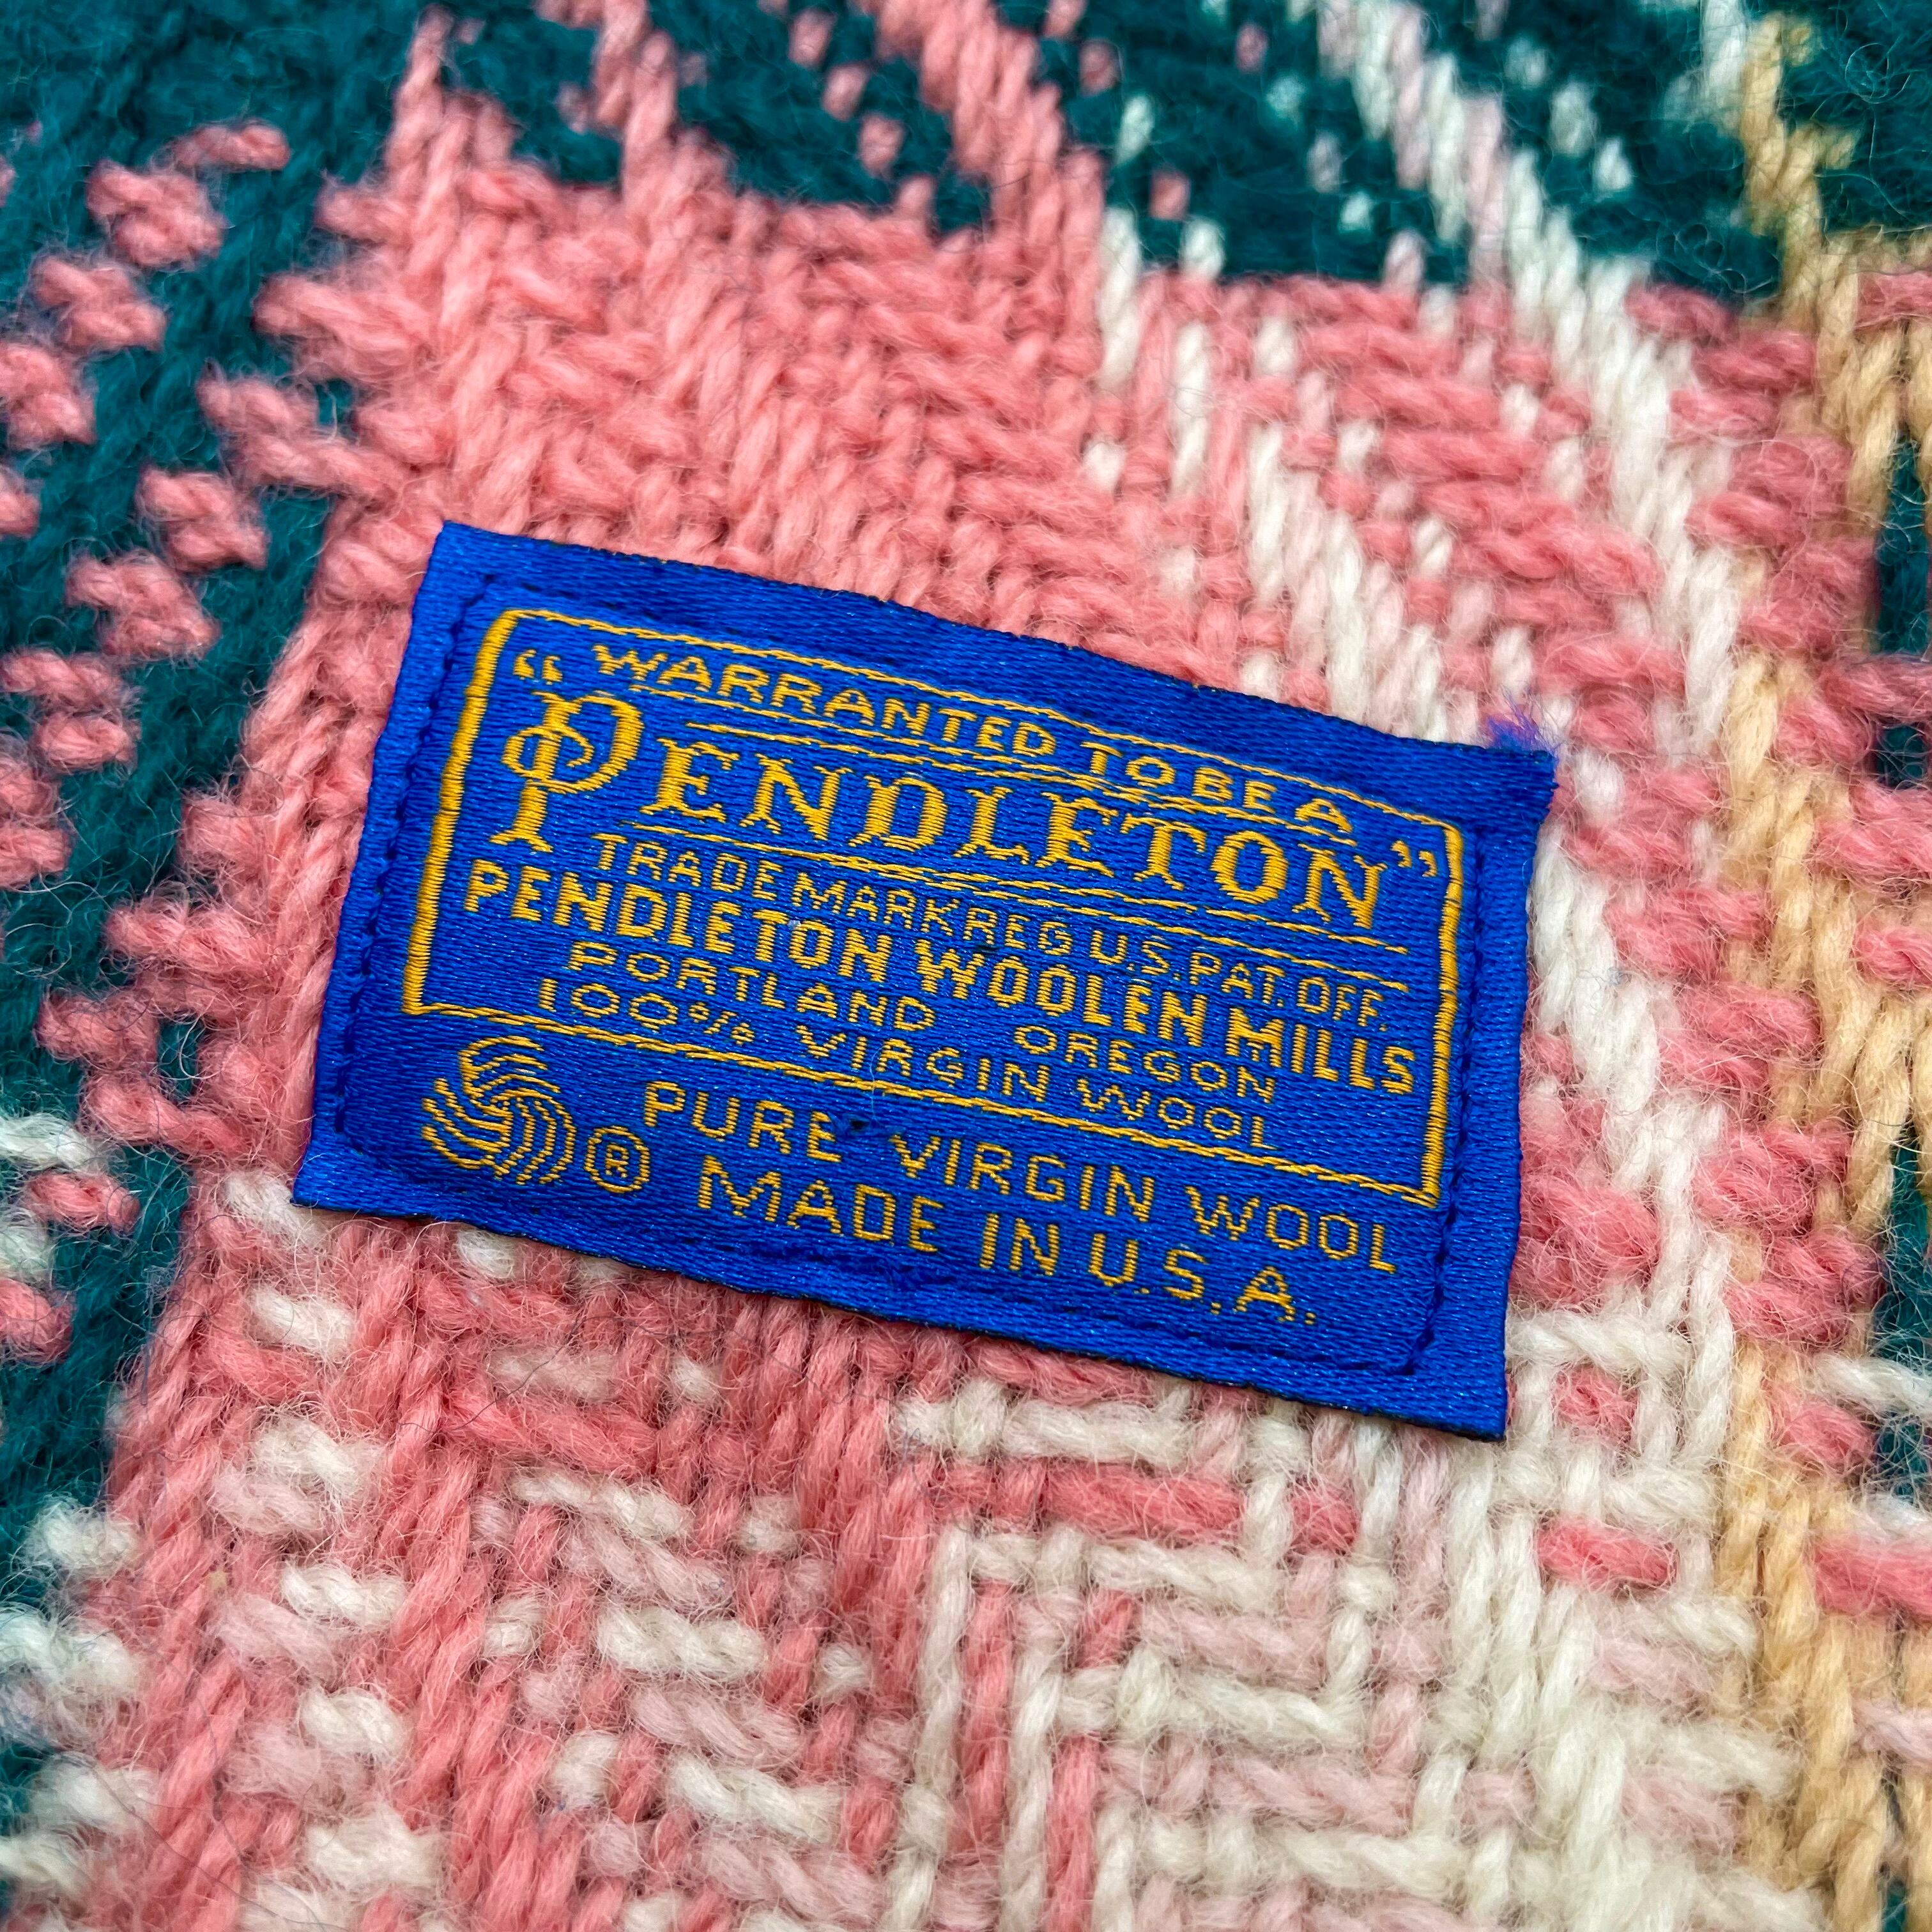 “WARRANTED TO BE A
PENDLETON”
TRADE MARK REG U.S. PAT. OFF.
PENDLETON WOOLEN MILLS
PORTLAND OREGON
100% VIRGIN WOOL
® PURE VIRGIN WOOL
MADE IN U.S.A.